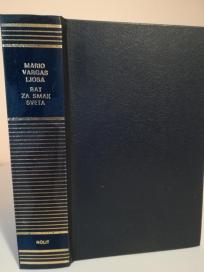 MARIO
VARGAS
LJOSA
RAT
ZA SMAK
SVETA
NOLIT